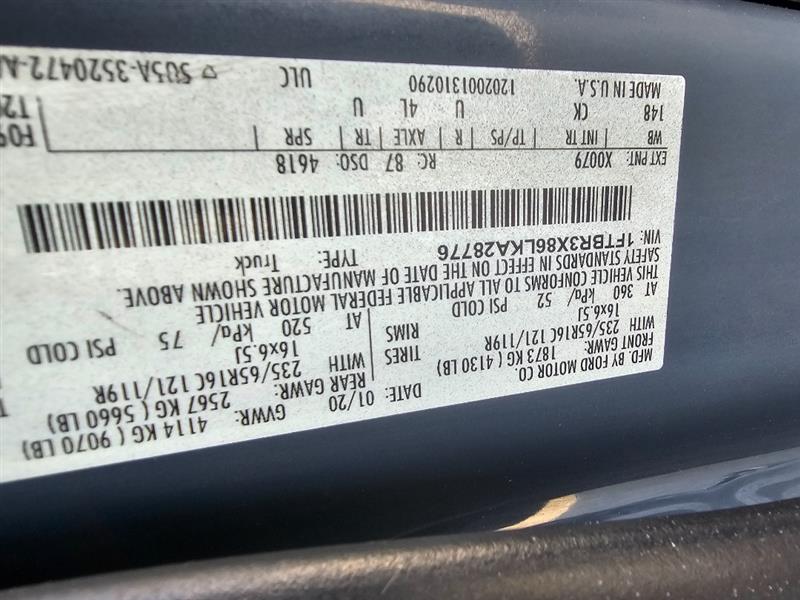 MFD. BY FORD MOTOR CO.
DATE: 01/20
GVWR: 4114 KG ( 9070 LB)
FRONT GAWR: 1873 KG ( 4130 LB)
REAR GAWR: 2567 KG ( 5660 LB)
WITH 235/65R16C 121/119R TIRES
WITH 235/65R16C 121/119R
16x6.5J RIMS
16x6.5J
AT 360 kPa/ 52 PSI COLD
AT 520 kPa/ 75 PSI COLD
THIS VEHICLE CONFORMS TO ALL APPLICABLE FEDERAL MOTOR VEHICLE
SAFETY STANDARDS IN EFFECT ON THE DATE OF MANUFACTURE SHOWN ABOVE.
VIN: 1FTBR3X86LKA28776
TYPE: Truck
EXT PNT: X0079 RC: 87 DSO: 4618
WB INT TR TP/PS R AXLE TR SPR
148 CK U 4L U
MADE IN U.S.A. 1202001310290 ULC